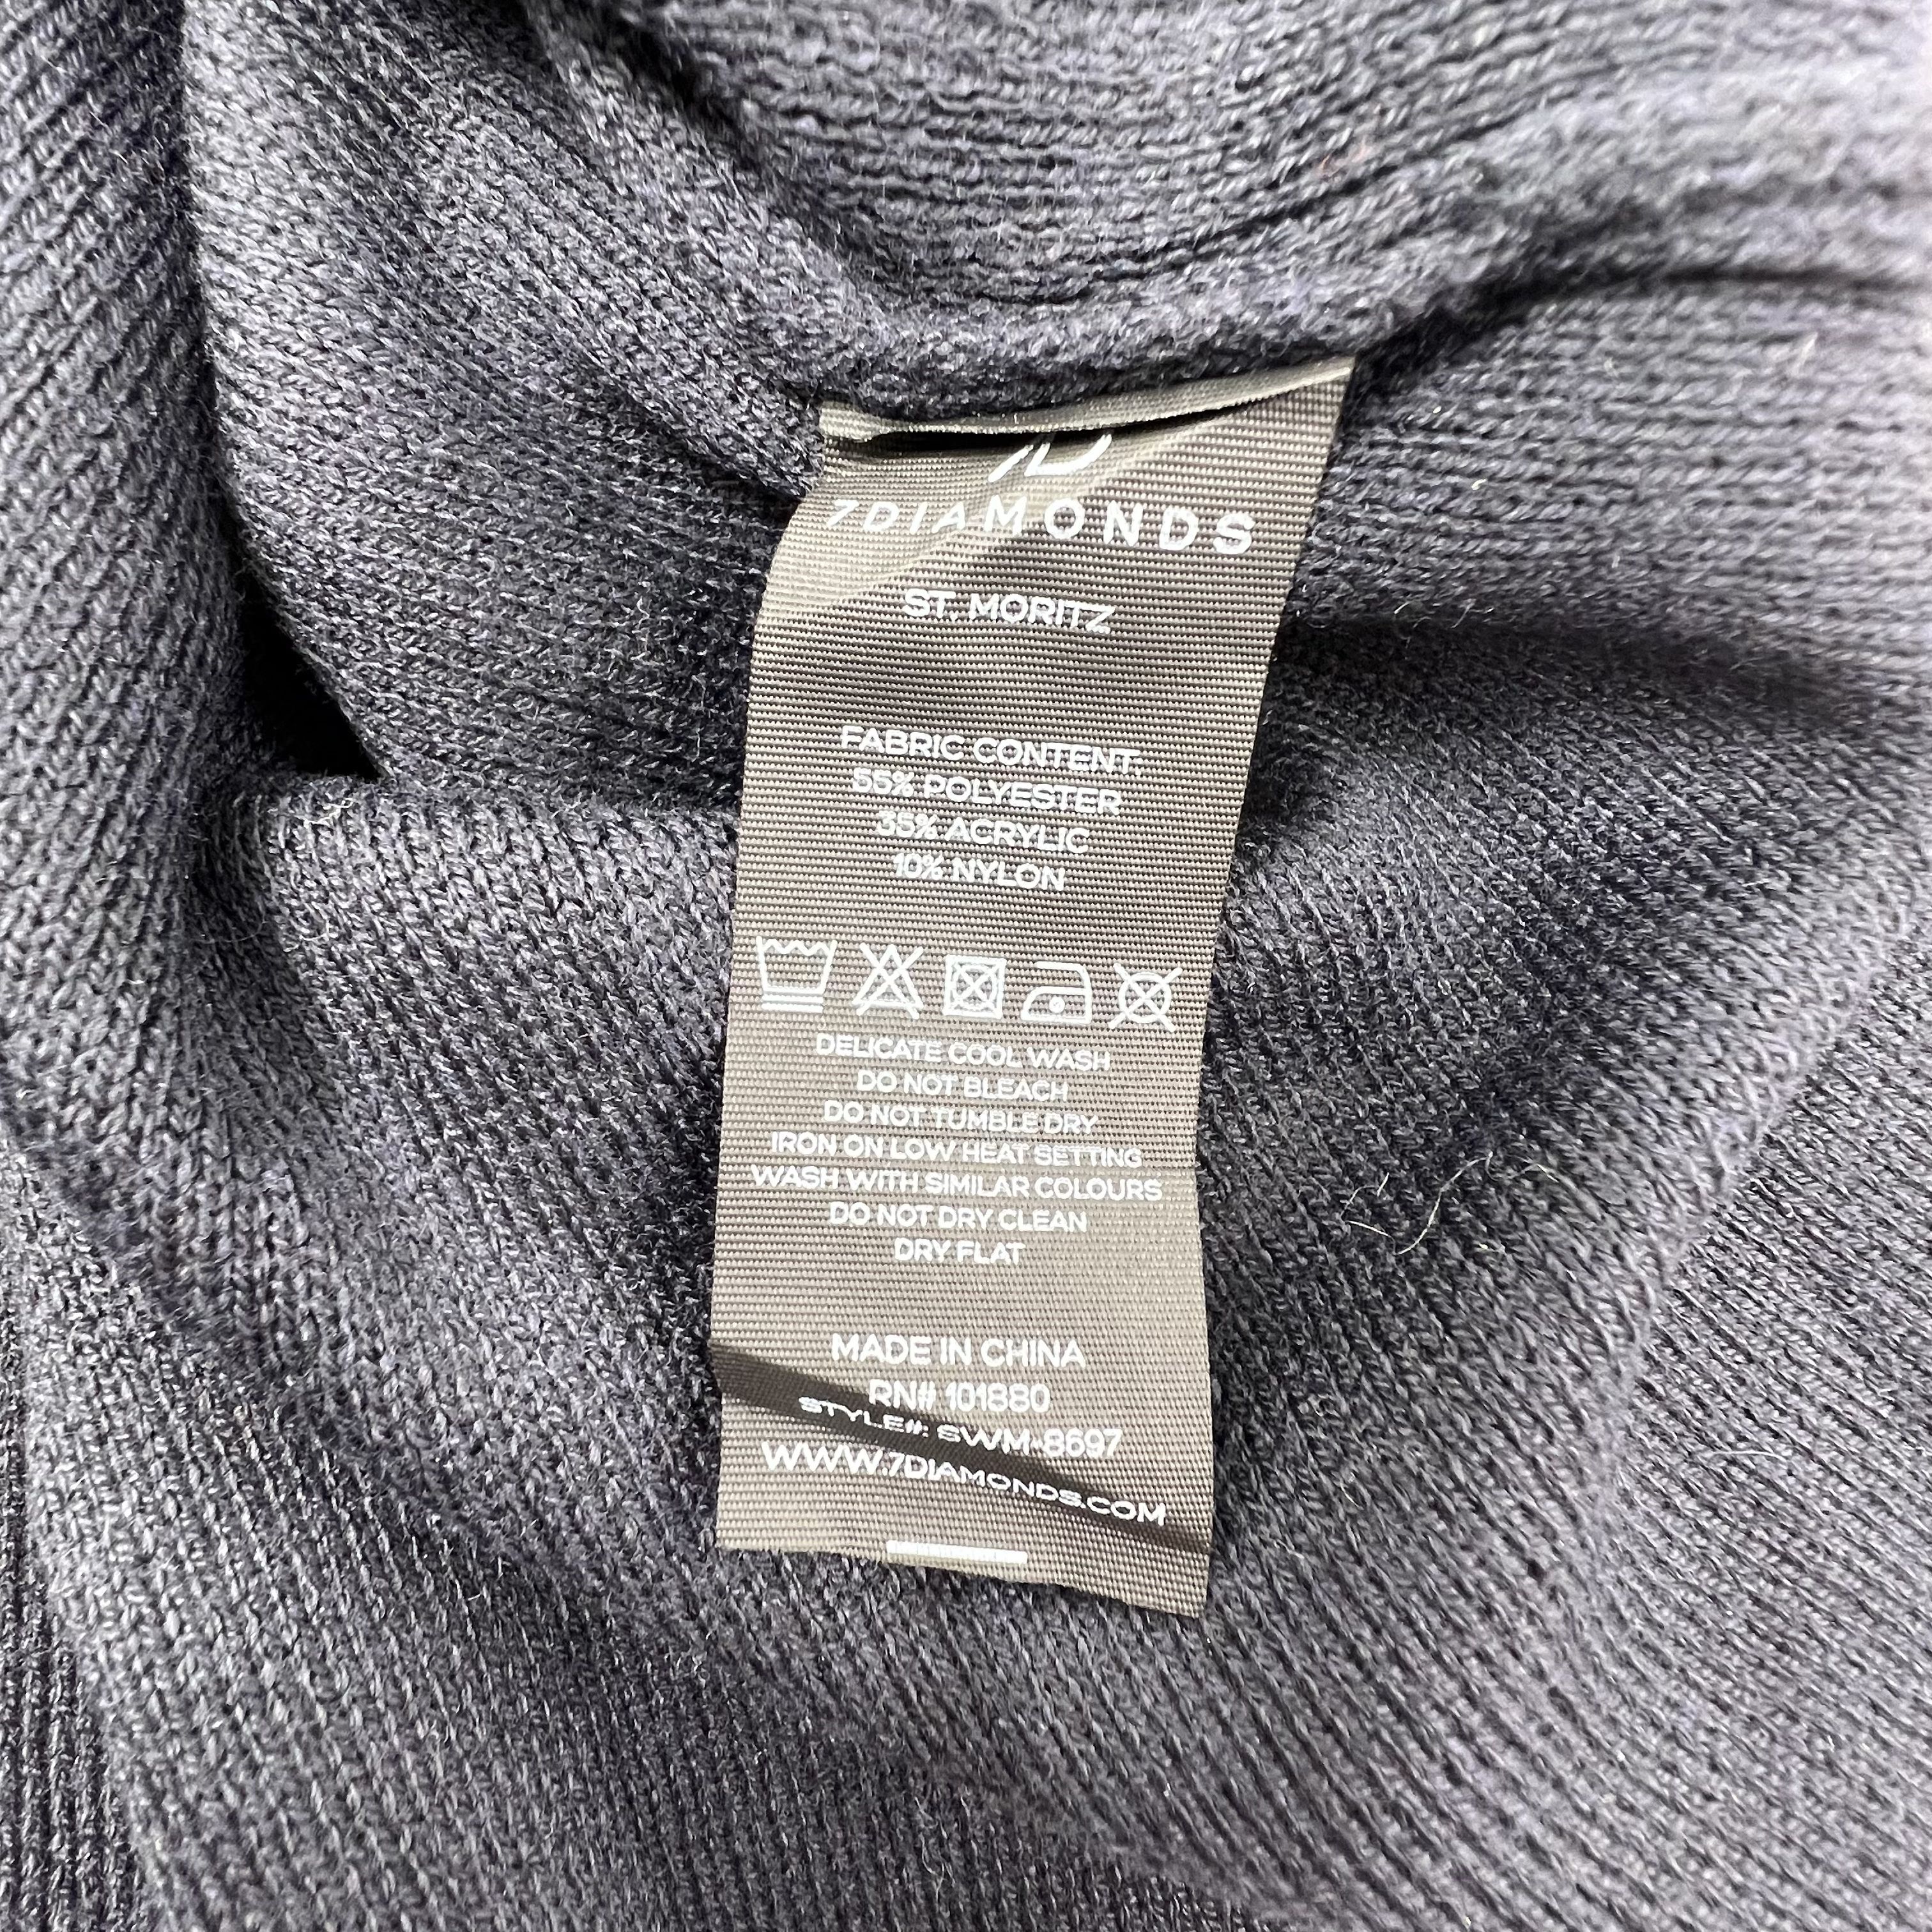 7DIAMONDS
ST. MORITZ
FABRIC CONTENT:
55% POLYESTER
35% ACRYLIC
10% NYLON
DELICATE COOL WASH
DO NOT BLEACH
DO NOT TUMBLE DRY
IRON ON LOW HEAT SETTING
WASH WITH SIMILAR COLOURS
DO NOT DRY CLEAN
DRY FLAT
MADE IN CHINA
RN# 101880
STYLE#: SWM-8697
WWW.7DIAMONDS.COM